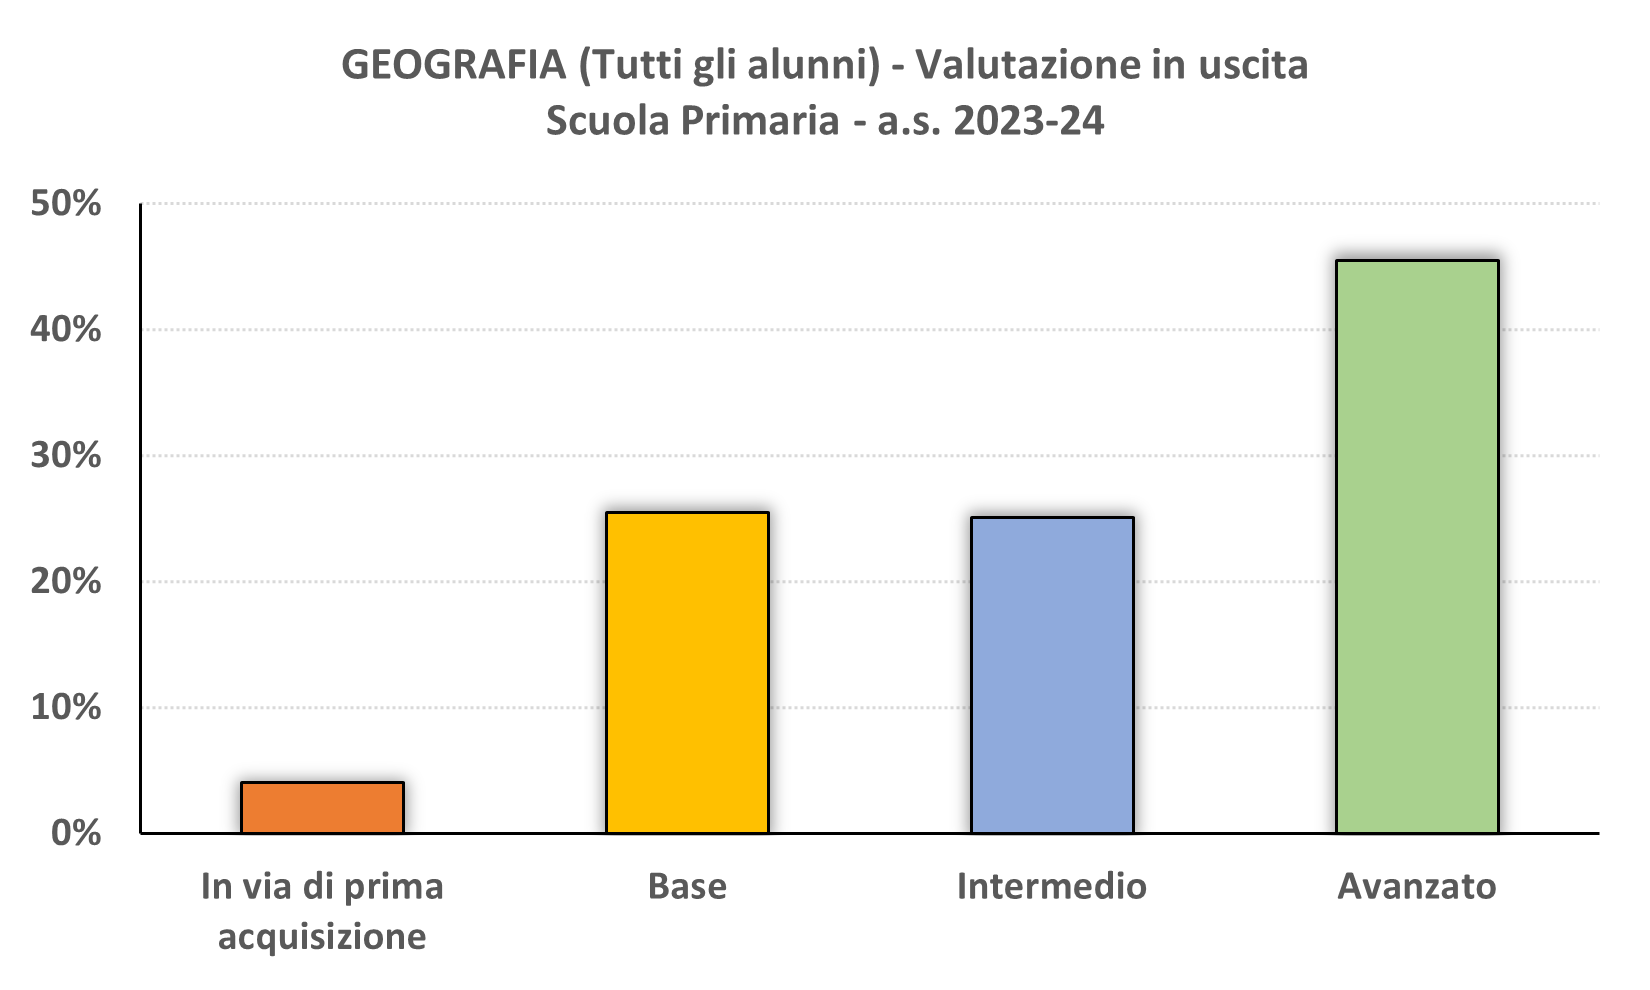 GEOGRAFIA (Tutti gli alunni) - Valutazione in uscita
Scuola Primaria - a.s. 2023-24
50%
40%
30%
20%
10%
0%
In via di prima
acquisizione
Base
Intermedio
Avanzato